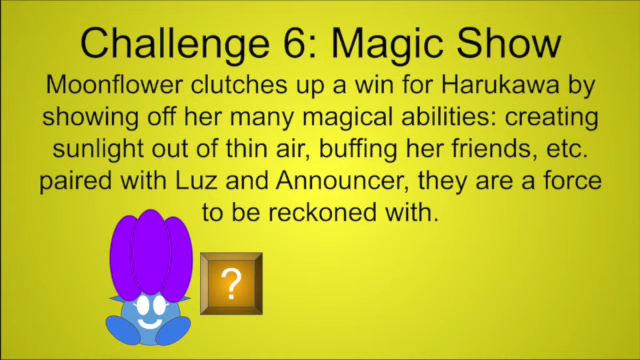 Challenge 6: Magic Show
Moonflower clutches up a win for Harukawa by
showing off her many magical abilities: creating
sunlight out of thin air, buffing her friends, etc.
paired with Luz and Announcer, they are a force
to be reckoned with.
?